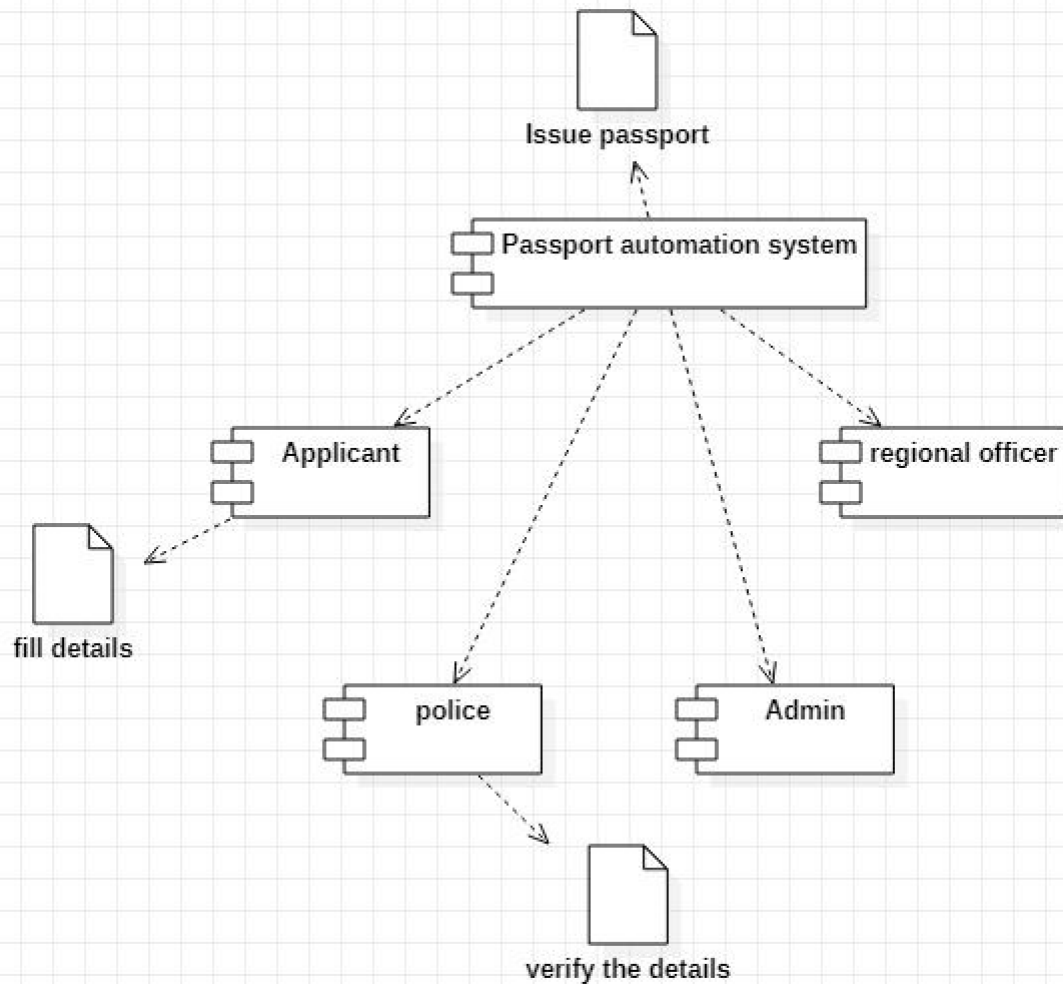 Issue passport
Passport automation system
Applicant
regional officer
fill details
police
Admin
verify the details